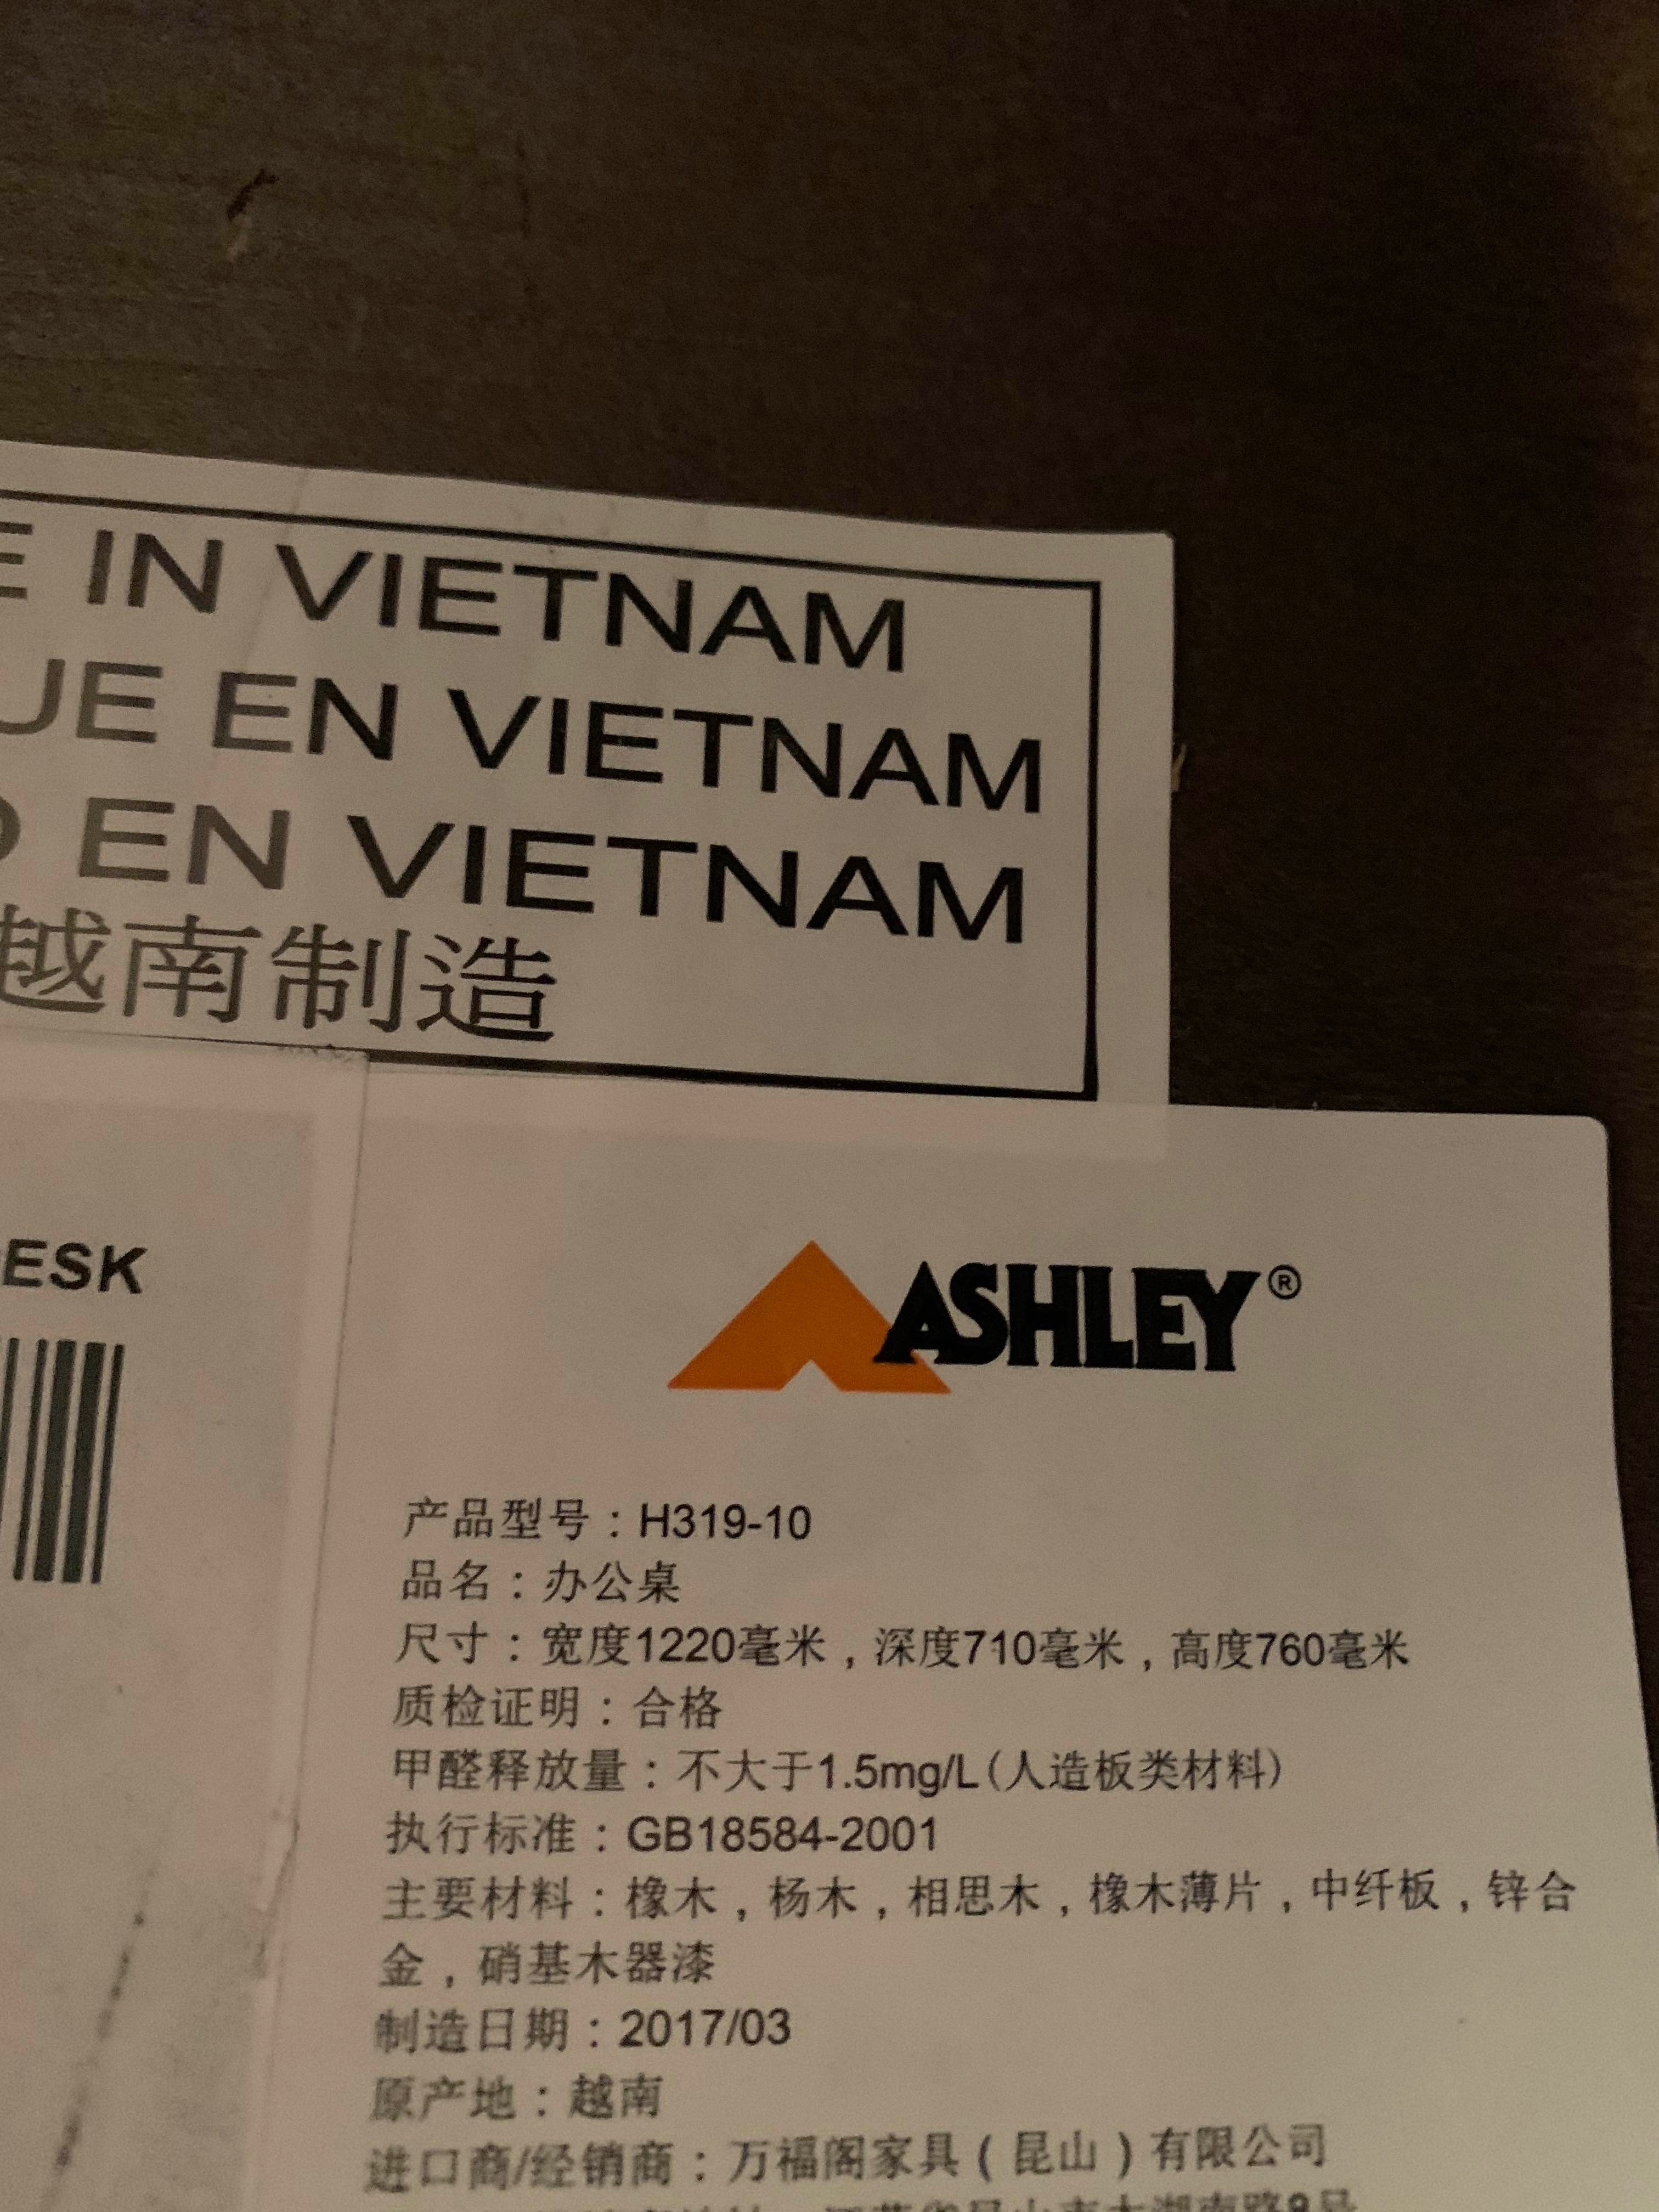 E IN VIETNAM
UE EN VIETNAM
O EN VIETNAM
越南制造
ESK
ASHLEY®
产品型号：H319-10
品名：办公桌
尺寸：宽度1220毫米，深度710毫米，高度760毫米
质检证明：合格
甲醛释放量：不大于1.5mg/L(人造板类材料)
执行标准：GB18584-2001
主要材料：橡木，杨木，相思木，橡木薄片，中纤板，锌合
金，硝基木器漆
制造日期：2017/03
原产地：越南
进口商/经销商：万福阁家具(昆山)有限公司